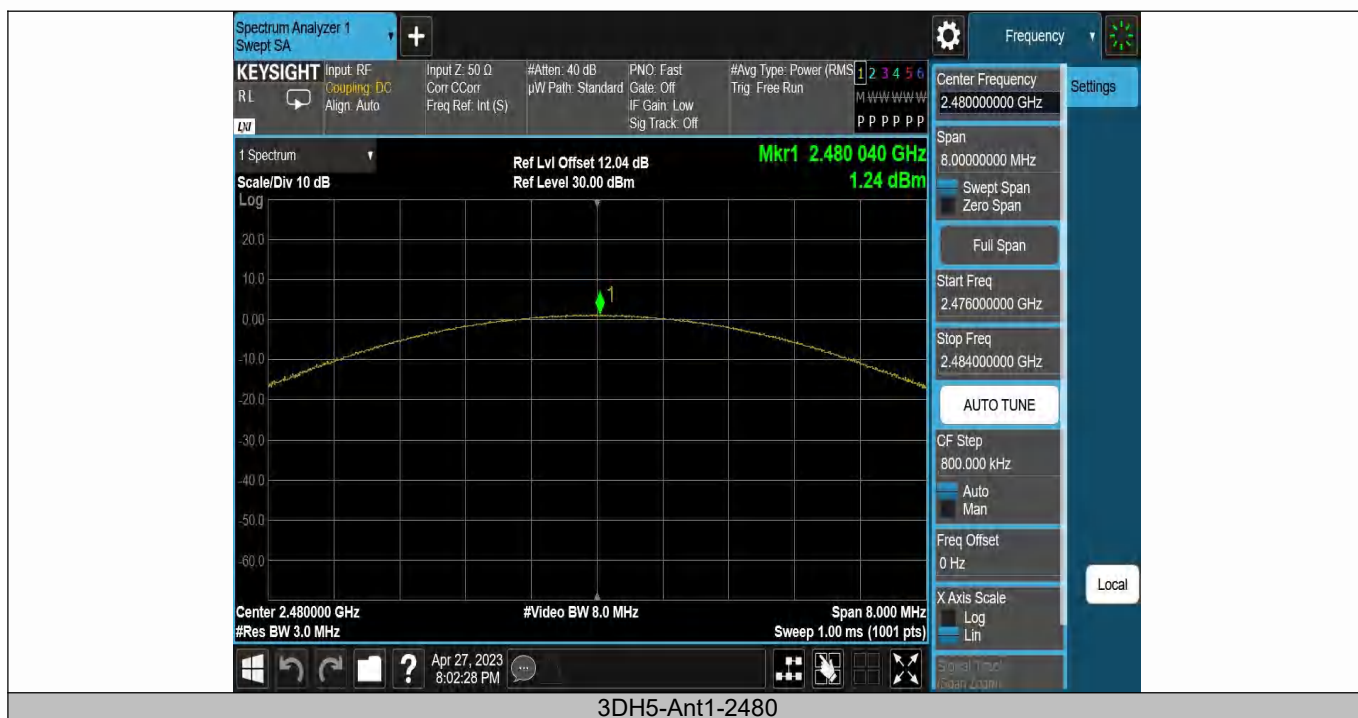 Spectrum Analyzer 1
Swept SA
Frequency
KEYSIGHT
R L
LXI
Input: RF
Coupling: DC
Align: Auto
Input Z: 50 Ω
Corr CCorr
Freq Ref: Int (S)
#Atten: 40 dB
µW Path: Standard
PNO: Fast
Gate: Off
IF Gain: Low
Sig Track: Off
#Avg Type: Power (RMS
Trig: Free Run
1 2 3 4 5 6
M W W W W W
P P P P P P
1 Spectrum
Scale/Div 10 dB
Ref Lvl Offset 12.04 dB
Ref Level 30.00 dBm
Mkr1 2.480 040 GHz
1.24 dBm
Log
20.0
10.0
0.00
-10.0
-20.0
-30.0
-40.0
-50.0
-60.0
1
Center 2.480000 GHz
#Res BW 3.0 MHz
#Video BW 8.0 MHz
Span 8.000 MHz
Sweep 1.00 ms (1001 pts)
Center Frequency
2.480000000 GHz
Settings
Span
8.00000000 MHz
Swept Span
Zero Span
Full Span
Start Freq
2.476000000 GHz
Stop Freq
2.484000000 GHz
AUTO TUNE
CF Step
800.000 kHz
Auto
Man
Freq Offset
0 Hz
X Axis Scale
Log
Lin
Signal Track
(Span Zoom)
Local
?
Apr 27, 2023
8:02:28 PM
3DH5-Ant1-2480